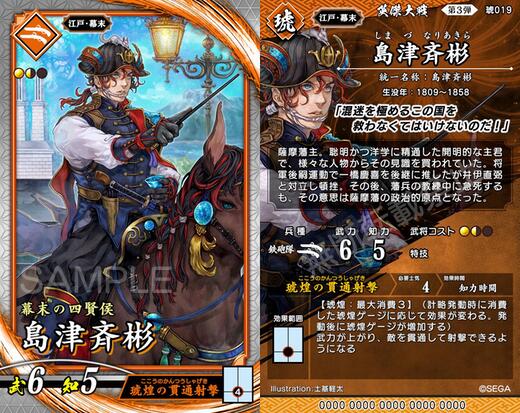 江戸・幕末
SAMPLE
幕末の四賢侯
島津斉彬
武6 知5
こうこうのかんつうしゃげき
琥煌の貫通射撃
4
琥
江戸・幕末
英傑大戦
第3弾
琥019
しまづ なりあきら
島津斉彬
統一名称:島津斉彬
生没年:1809~1858
「混迷を極めるこの国を
救わなくてはいけないのだ!」
薩摩藩主。聡明かつ洋学に精通した開明的な主君
で、様々な人物からその見識を買われていた。将
軍後嗣運動で一橋慶喜を後継に推したが井伊直弼
と対立し頓挫。その後、藩兵の教練中に急死する
も、その意思は薩摩藩の政治的原点となった。
兵種 武力 知力 武将コスト
鉄砲隊 6 5 特技
こうこうのかんつうしゃげき
琥煌の貫通射撃
必要士気 4
効果時間 知力時間
効果範囲
【琥煌:最大消費3】(計略発動時に消費
した琥煌ゲージに応じて効果が変わる。発
動後に琥煌ゲージが増加する)
武力が上がり、敵を貫通して射撃できるよ
うになる
Illustration:土基軽太
©SEGA
0000 0000 0000 0000 0000